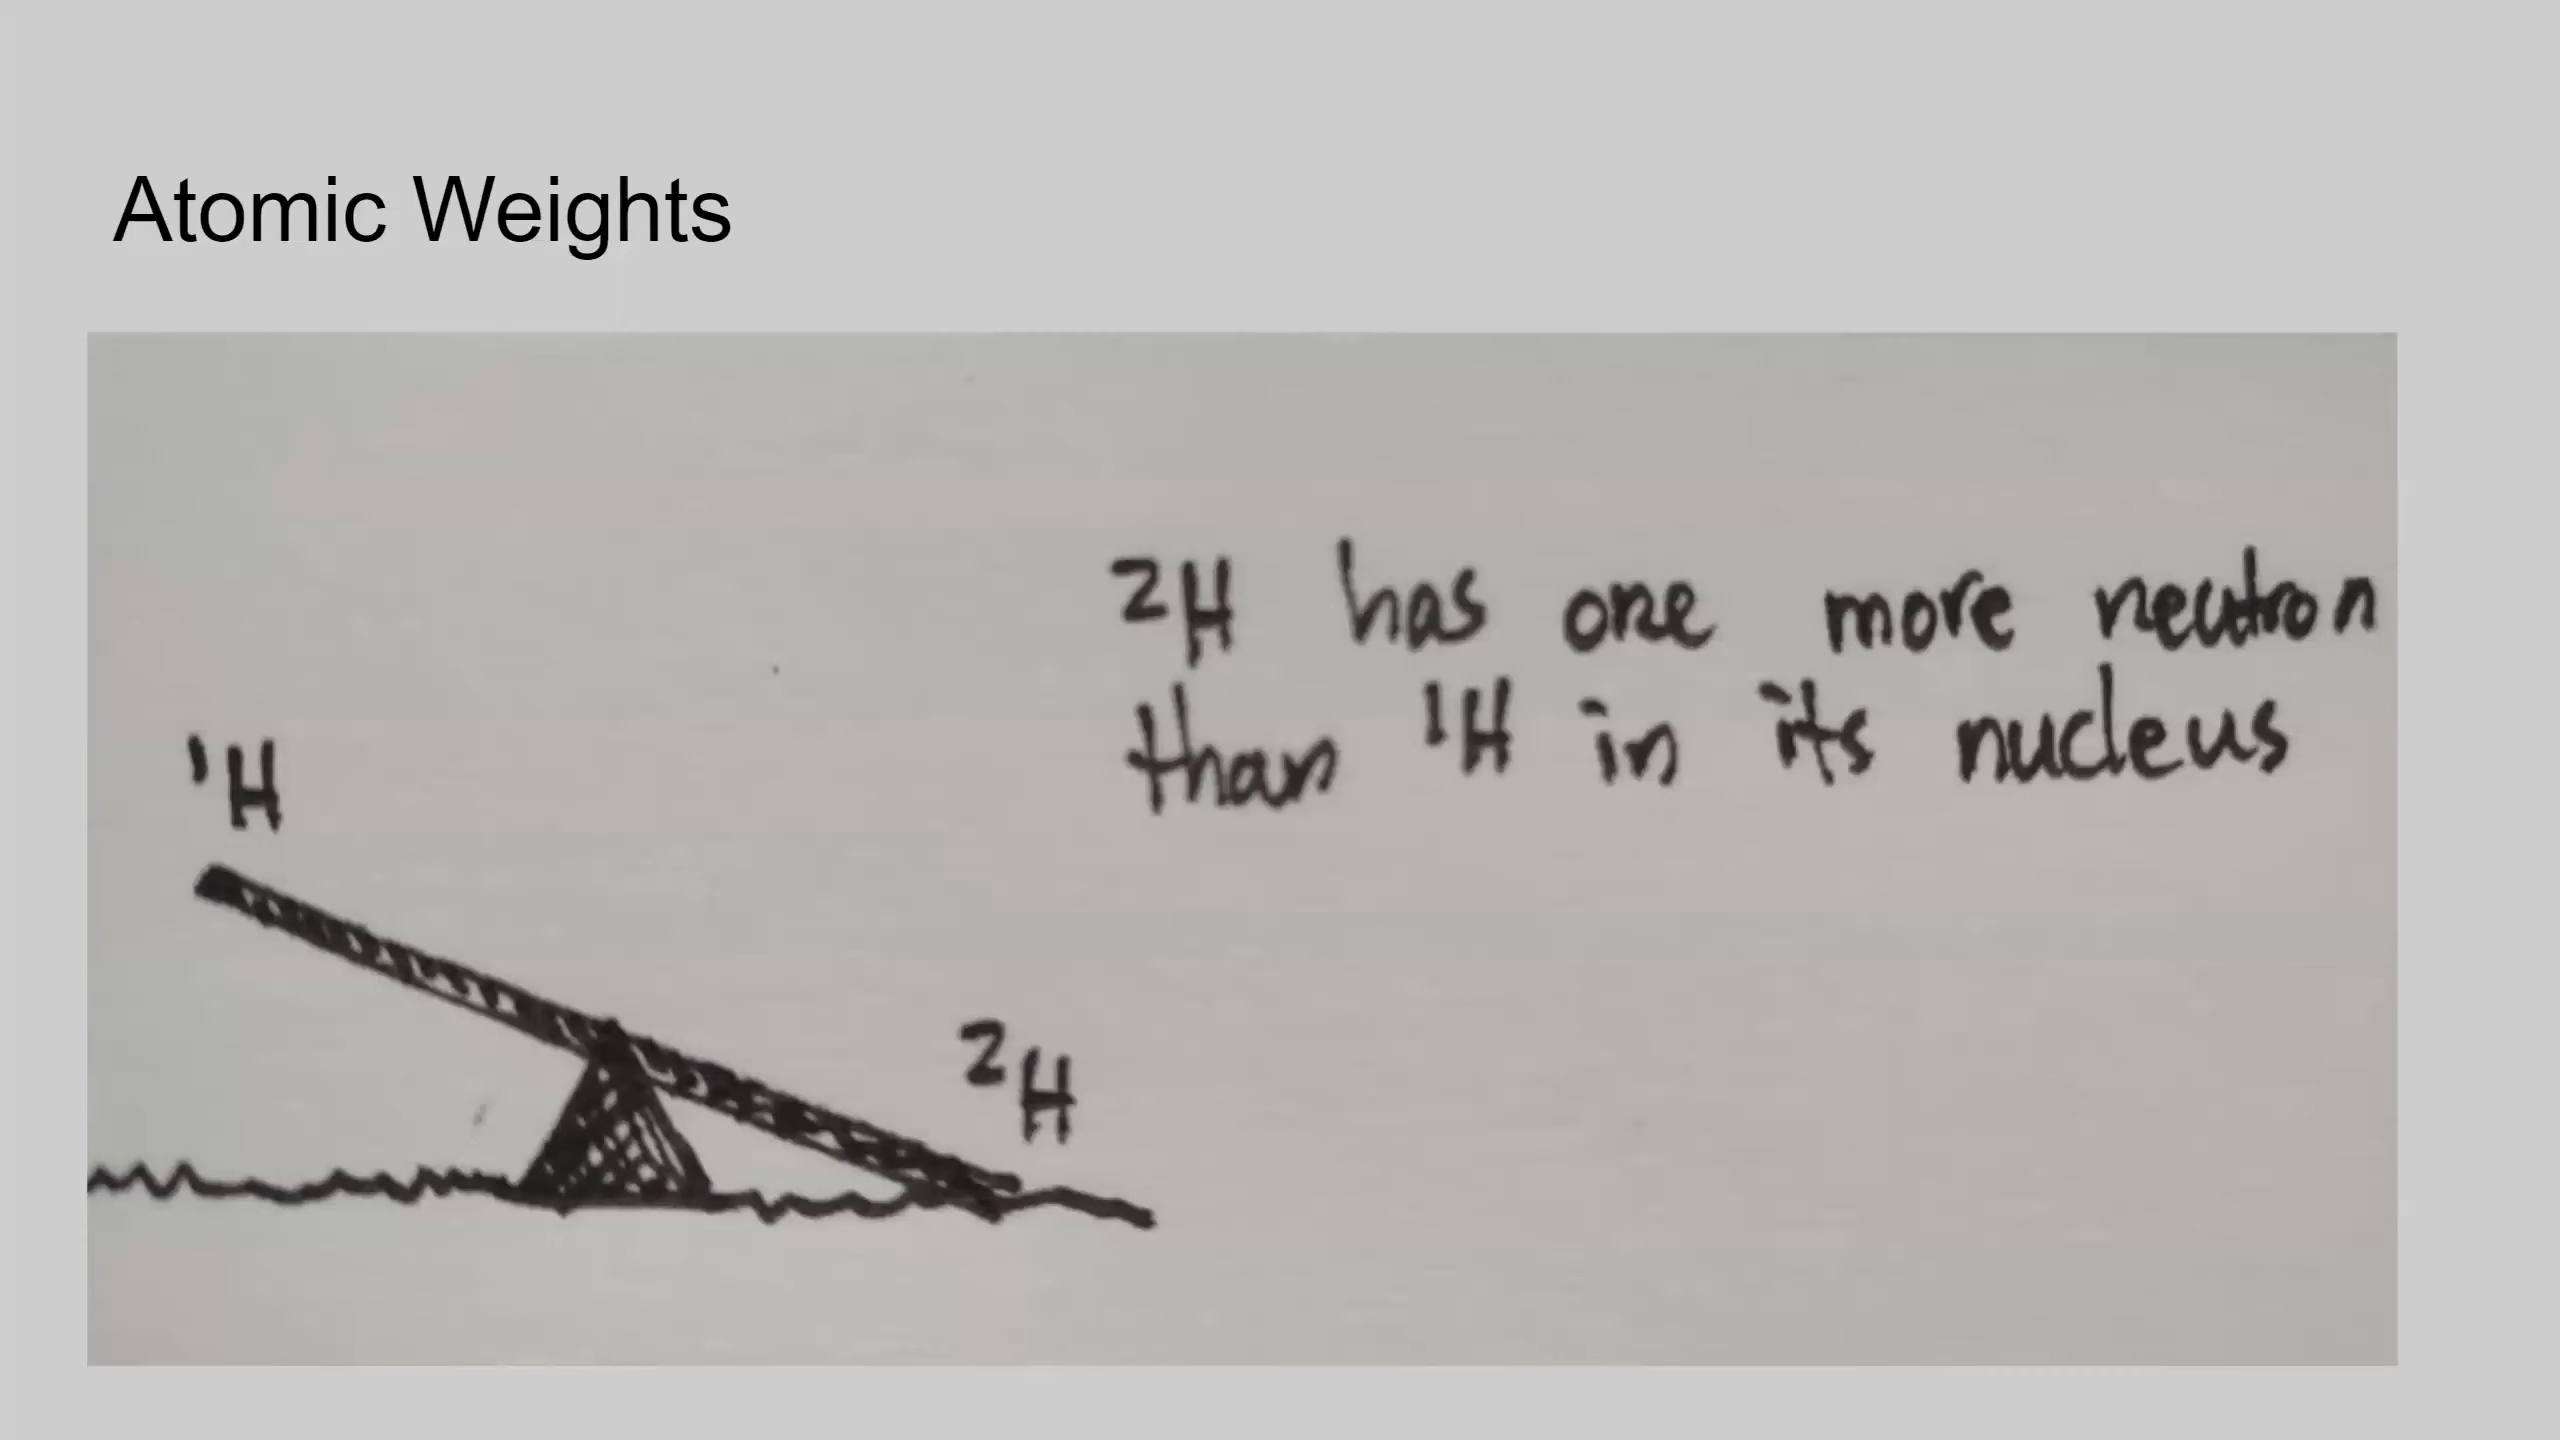 Atomic Weights
²H has one more neutron
than ¹H in its nucleus
¹H
²H